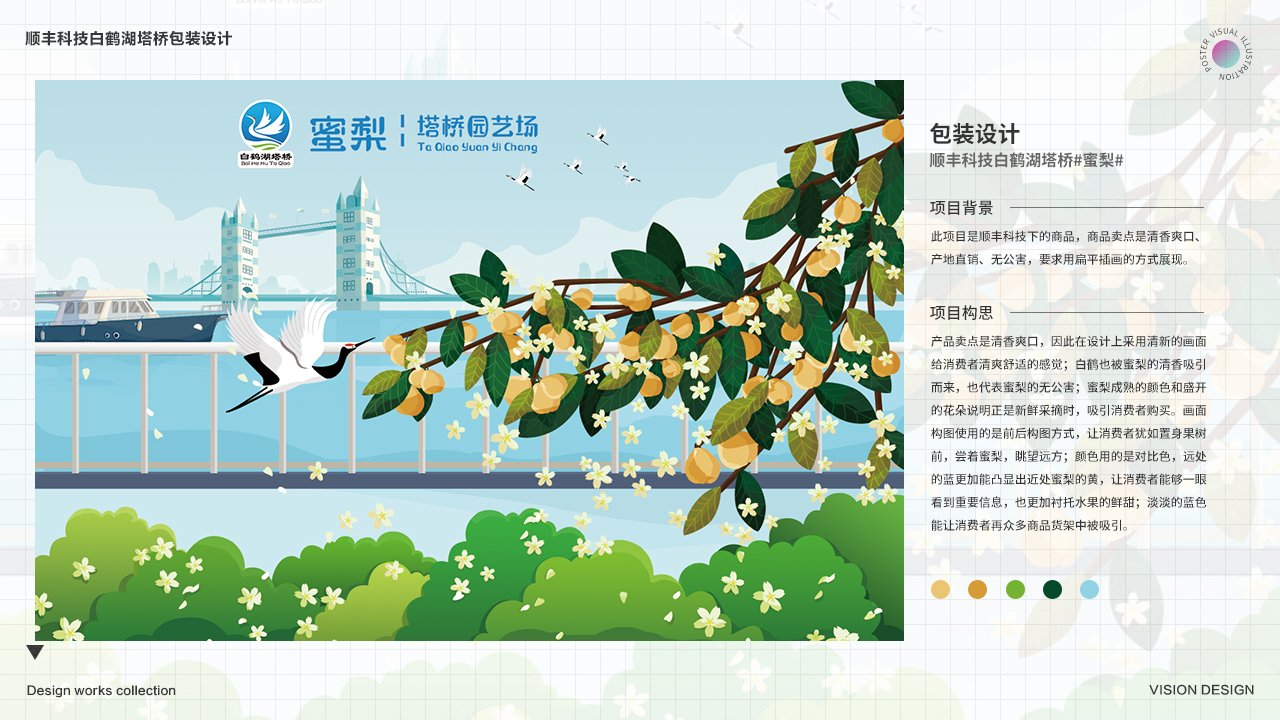 顺丰科技白鹤湖塔桥包装设计
POSTER VISUAL ILLUSTRATION
白鹤湖塔桥
Bai He Hu Ta Qiao
蜜梨
塔桥园艺场
Ta Qiao Yuan Yi Chang
包装设计
顺丰科技白鹤湖塔桥#蜜梨#
项目背景
此项目是顺丰科技下的商品，商品卖点是清香爽口、
产地直销、无公害，要求用扁平插画的方式展现。
项目构思
产品卖点是清香爽口，因此在设计上采用清新的画面
给消费者清爽舒适的感觉；白鹤也被蜜梨的清香吸引
而来，也代表蜜梨的无公害；蜜梨成熟的颜色和盛开
的花朵说明正是新鲜采摘时，吸引消费者购买。画面
构图使用的是前后构图方式，让消费者犹如置身果树
前，尝着蜜梨，眺望远方；颜色用的是对比色，远处
的蓝更加能凸显出近处蜜梨的黄，让消费者能够一眼
看到重要信息，也更加衬托水果的鲜甜；淡淡的蓝色
能让消费者再众多商品货架中被吸引。
Design works collection
VISION DESIGN